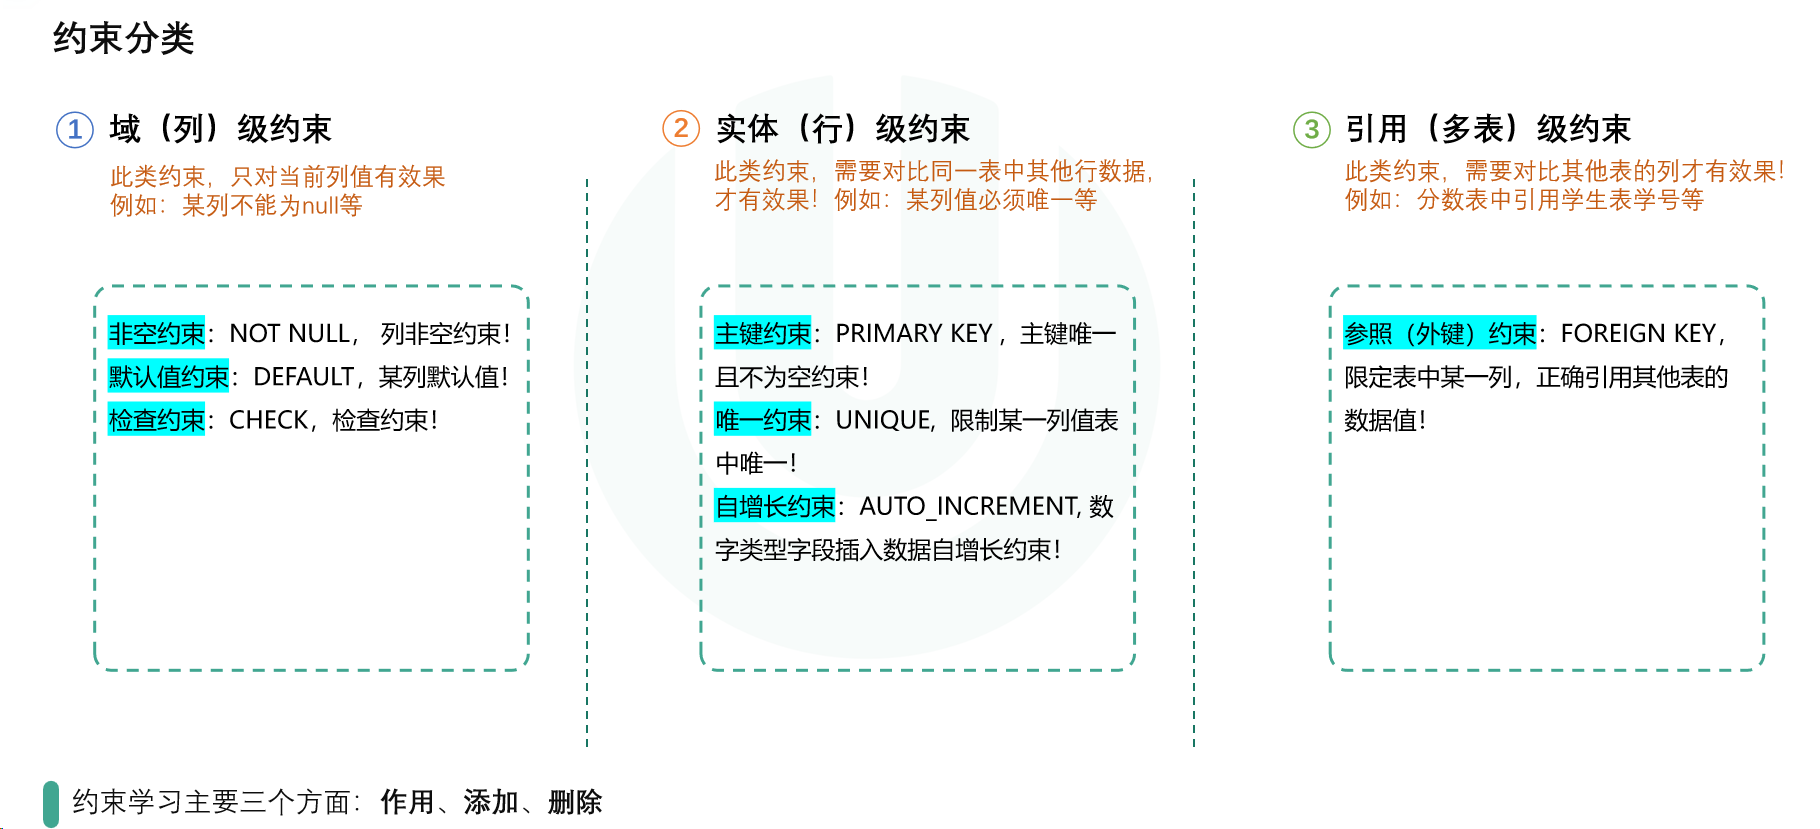 约束分类
① 域（列）级约束
此类约束，只对当前列值有效果
例如：某列不能为null等
非空约束：NOT NULL， 列非空约束！
默认值约束：DEFAULT，某列默认值！
检查约束：CHECK，检查约束！
② 实体（行）级约束
此类约束，需要对比同一表中其他行数据，
才有效果！例如：某列值必须唯一等
主键约束：PRIMARY KEY ，主键唯一
且不为空约束！
唯一约束：UNIQUE，限制某一列值表
中唯一！
自增长约束：AUTO_INCREMENT, 数
字类型字段插入数据自增长约束！
③ 引用（多表）级约束
此类约束，需要对比其他表的列才有效果！
例如：分数表中引用学生表学号等
参照（外键）约束：FOREIGN KEY，
限定表中某一列，正确引用其他表的
数据值！
约束学习主要三个方面：作用、添加、删除